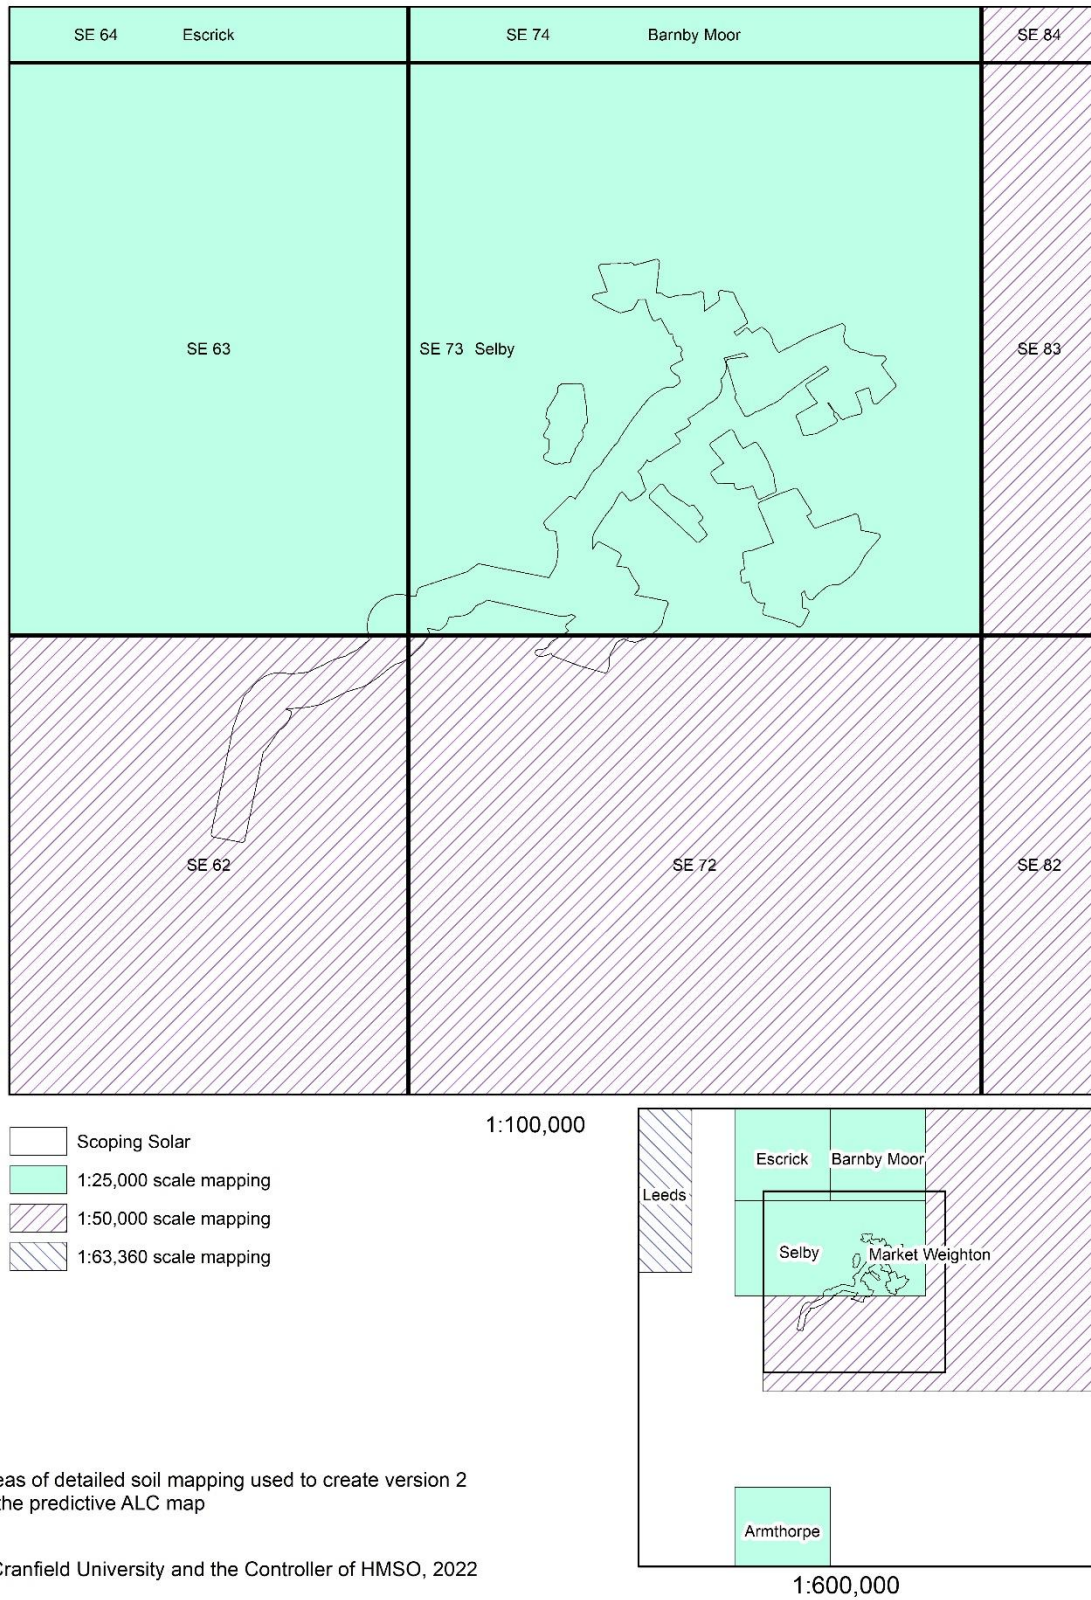 SE 64 Escrick SE 74 Barnby Moor SE 84
SE 63 SE 73 Selby SE 83
SE 62 SE 72 SE 82
1:100,000
Scoping Solar
1:25,000 scale mapping
1:50,000 scale mapping
1:63,360 scale mapping
Escrick Barnby Moor
Leeds
Selby Market Weighton
Armthorpe
1:600,000
eas of detailed soil mapping used to create version 2
the predictive ALC map
Cranfield University and the Controller of HMSO, 2022